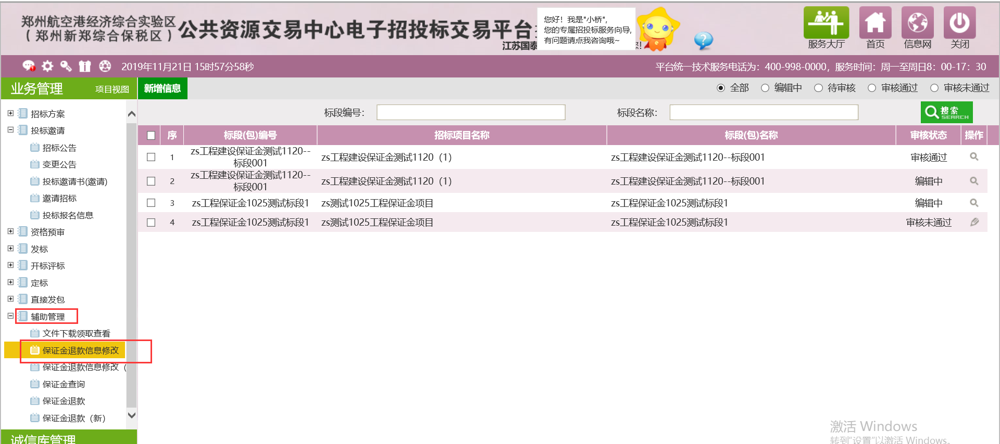 郑州航空港经济综合实验区
（郑州新郑综合保税区）
公共资源交易中心电子招投标交易平台
您好！我是"小桥",
您的专属招投标服务向导,
有问题请点我咨询哦~
江苏国泰
您!
服务大厅
首页
信息网
关闭
2019年11月21日 15时57分58秒
平台统一技术服务电话为：400-998-0000，服务时间：周一至周日8：00-17：30
业务管理
项目视图
新增信息
全部
编辑中
待审核
审核通过
审核未通过
标段编号：
标段名称：
搜索
SEARCH
序 标段(包)编号 招标项目名称 标段(包)名称 审核状态 操作
1 zs工程建设保证金测试1120--标段001 zs工程建设保证金测试1120（1） zs工程建设保证金测试1120--标段001 审核通过
2 zs工程建设保证金测试1120--标段001 zs工程建设保证金测试1120（1） zs工程建设保证金测试1120--标段001 编辑中
3 zs工程保证金1025测试标段1 zs测试1025工程保证金项目 zs工程保证金1025测试标段1 编辑中
4 zs工程保证金1025测试标段1 zs测试1025工程保证金项目 zs工程保证金1025测试标段1 审核未通过
招标方案
投标邀请
招标公告
变更公告
投标邀请书(邀请)
邀请招标
投标报名信息
资格预审
发标
开标评标
定标
直接发包
辅助管理
文件下载领取查看
保证金退款信息修改
保证金退款信息修改（
保证金查询
保证金退款
保证金退款（新）
诚信库管理
激活 Windows
转到"设置"以激活 Windows。